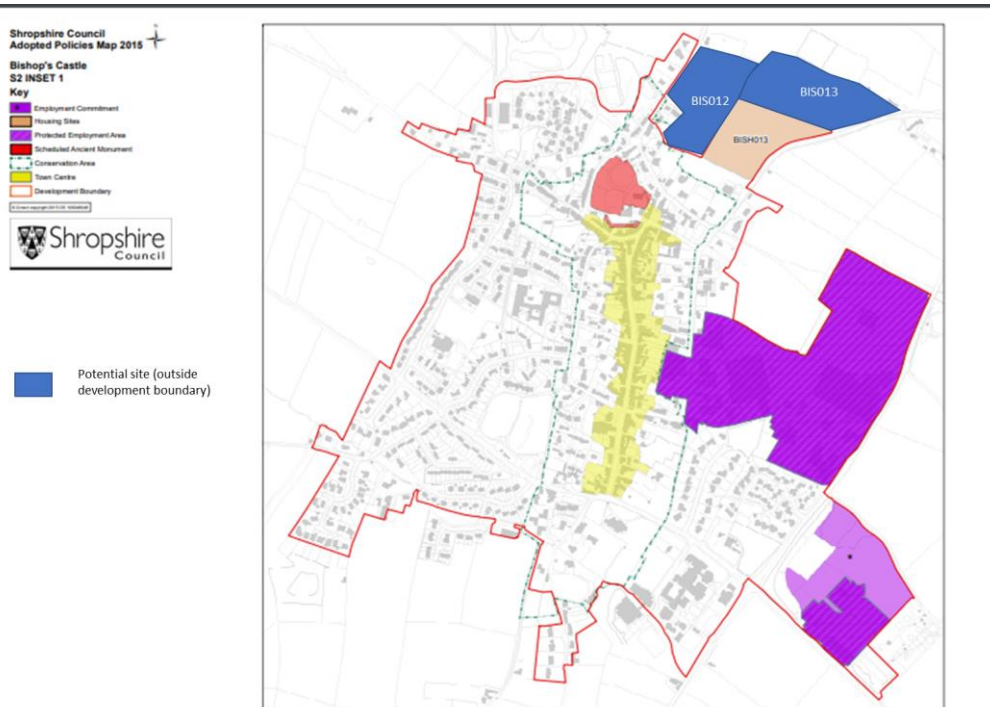 Shropshire Council
Adopted Policies Map 2015
Bishop's Castle
S2 INSET 1
Key
Employment Commitment
Housing Sites
Protected Employment Area
Scheduled Ancient Monument
Conservation Area
Town Centre
Development Boundary
Shropshire
Council
Potential site (outside
development boundary)
BIS012
BIS013
BISH013